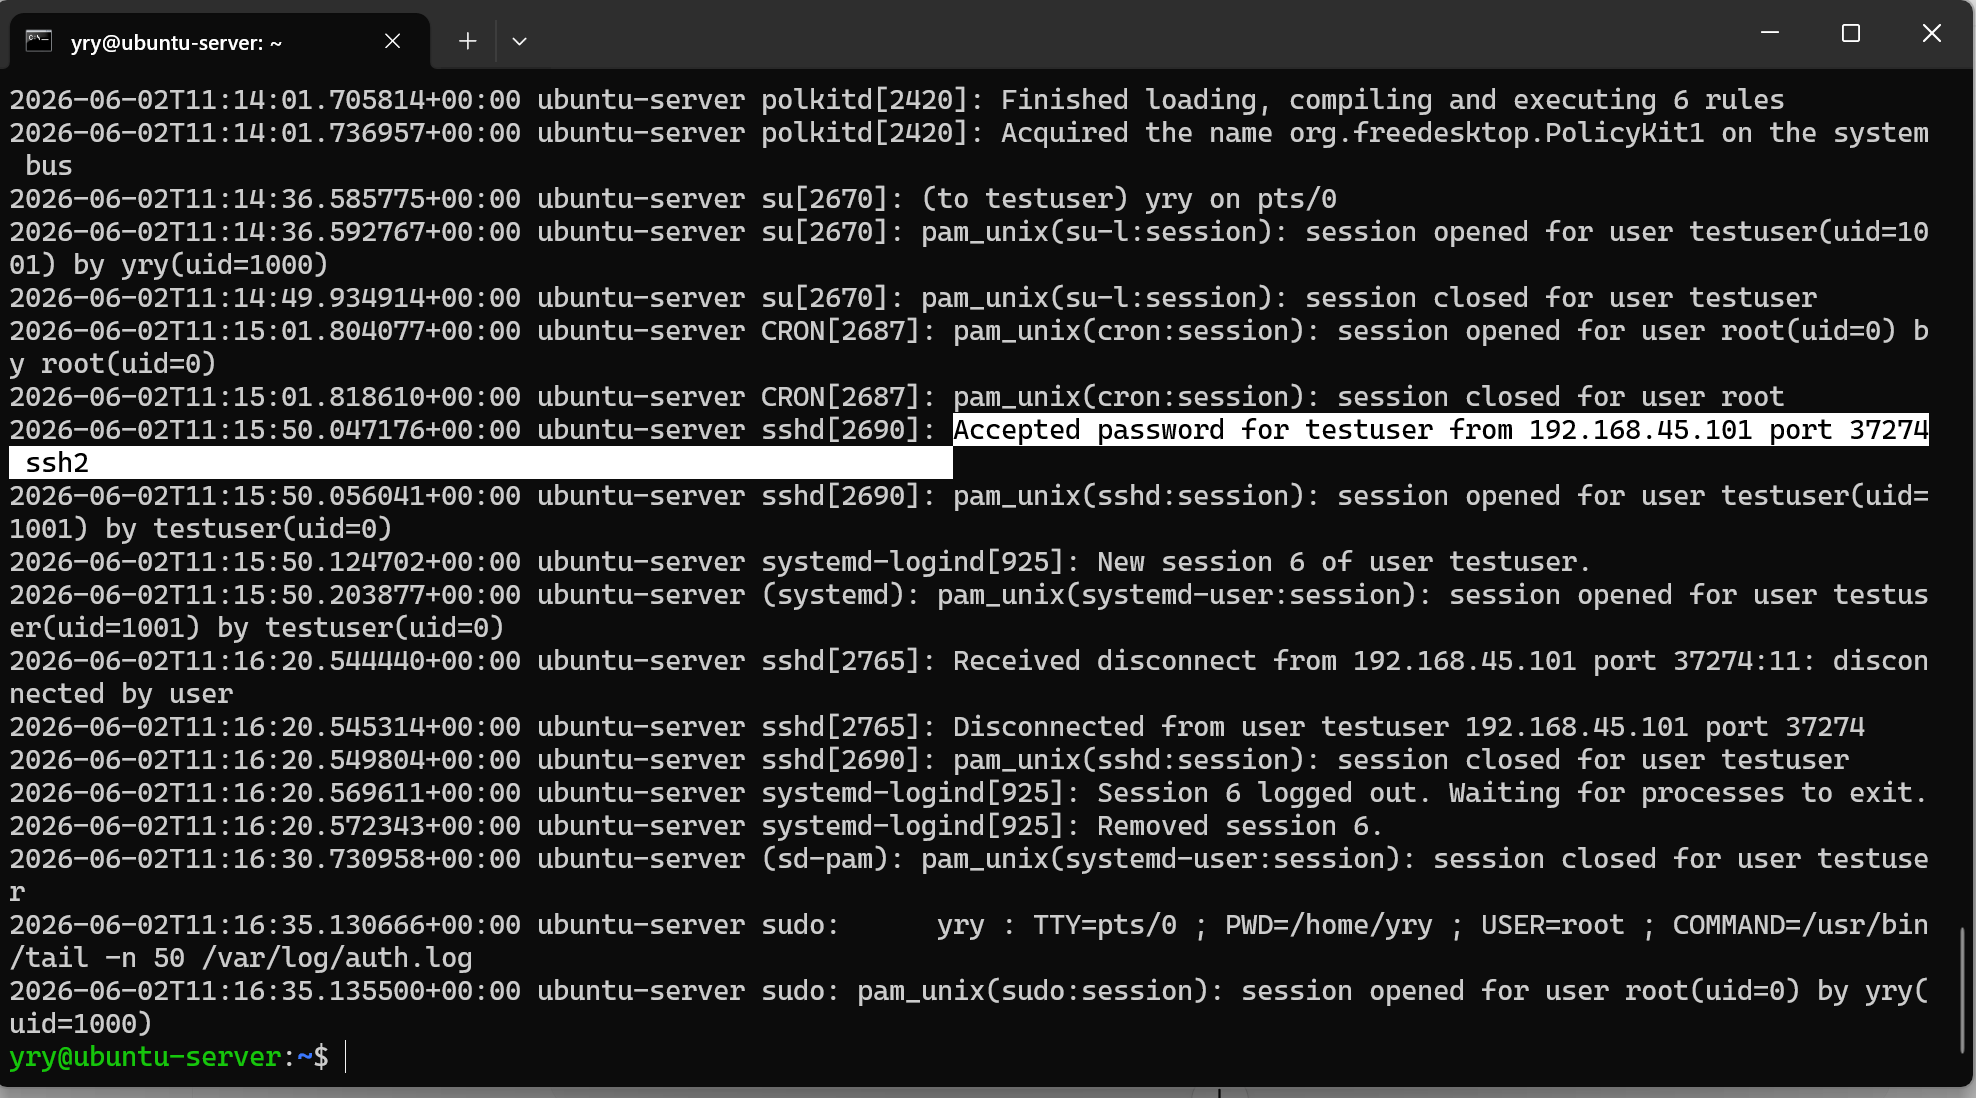 yry@ubuntu-server: ~
2026-06-02T11:14:01.705814+00:00 ubuntu-server polkitd[2420]: Finished loading, compiling and executing 6 rules
2026-06-02T11:14:01.736957+00:00 ubuntu-server polkitd[2420]: Acquired the name org.freedesktop.PolicyKit1 on the system
 bus
2026-06-02T11:14:36.585775+00:00 ubuntu-server su[2670]: (to testuser) yry on pts/0
2026-06-02T11:14:36.592767+00:00 ubuntu-server su[2670]: pam_unix(su-l:session): session opened for user testuser(uid=10
01) by yry(uid=1000)
2026-06-02T11:14:49.934914+00:00 ubuntu-server su[2670]: pam_unix(su-l:session): session closed for user testuser
2026-06-02T11:15:01.804077+00:00 ubuntu-server CRON[2687]: pam_unix(cron:session): session opened for user root(uid=0) b
y root(uid=0)
2026-06-02T11:15:01.818610+00:00 ubuntu-server CRON[2687]: pam_unix(cron:session): session closed for user root
2026-06-02T11:15:50.047176+00:00 ubuntu-server sshd[2690]: Accepted password for testuser from 192.168.45.101 port 37274
 ssh2
2026-06-02T11:15:50.056041+00:00 ubuntu-server sshd[2690]: pam_unix(sshd:session): session opened for user testuser(uid=
1001) by testuser(uid=0)
2026-06-02T11:15:50.124702+00:00 ubuntu-server systemd-logind[925]: New session 6 of user testuser.
2026-06-02T11:15:50.203877+00:00 ubuntu-server (systemd): pam_unix(systemd-user:session): session opened for user testus
er(uid=1001) by testuser(uid=0)
2026-06-02T11:16:20.544440+00:00 ubuntu-server sshd[2765]: Received disconnect from 192.168.45.101 port 37274:11: discon
nected by user
2026-06-02T11:16:20.545314+00:00 ubuntu-server sshd[2765]: Disconnected from user testuser 192.168.45.101 port 37274
2026-06-02T11:16:20.549804+00:00 ubuntu-server sshd[2690]: pam_unix(sshd:session): session closed for user testuser
2026-06-02T11:16:20.569611+00:00 ubuntu-server systemd-logind[925]: Session 6 logged out. Waiting for processes to exit.
2026-06-02T11:16:20.572343+00:00 ubuntu-server systemd-logind[925]: Removed session 6.
2026-06-02T11:16:30.730958+00:00 ubuntu-server (sd-pam): pam_unix(systemd-user:session): session closed for user testuse
r
2026-06-02T11:16:35.130666+00:00 ubuntu-server sudo:      yry : TTY=pts/0 ; PWD=/home/yry ; USER=root ; COMMAND=/usr/bin
/tail -n 50 /var/log/auth.log
2026-06-02T11:16:35.135500+00:00 ubuntu-server sudo: pam_unix(sudo:session): session opened for user root(uid=0) by yry(
uid=1000)
yry@ubuntu-server:~$